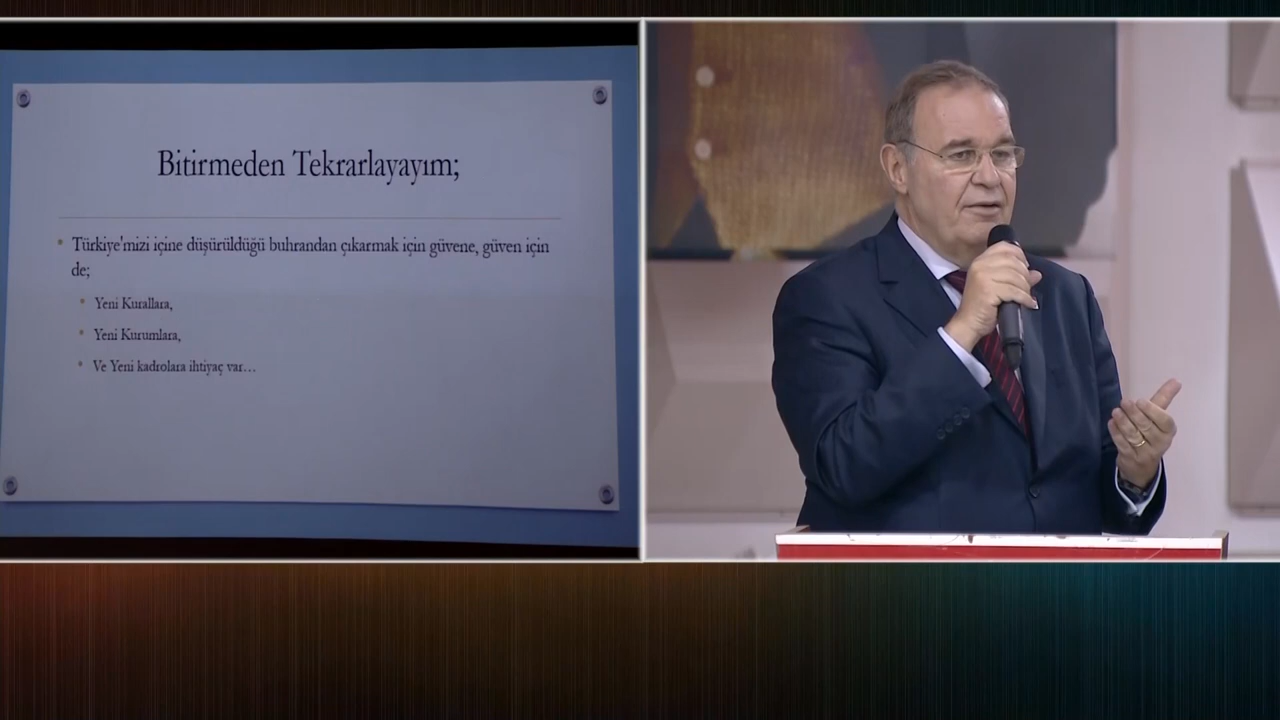 Bitirmeden Tekrarlayayım;
Türkiye'mizi içine düşürüldüğü buhrandan çıkarmak için güvene, güven için
de;
Yeni Kurallara,
Yeni Kurumlara,
Ve Yeni kadrolara ihtiyaç var...